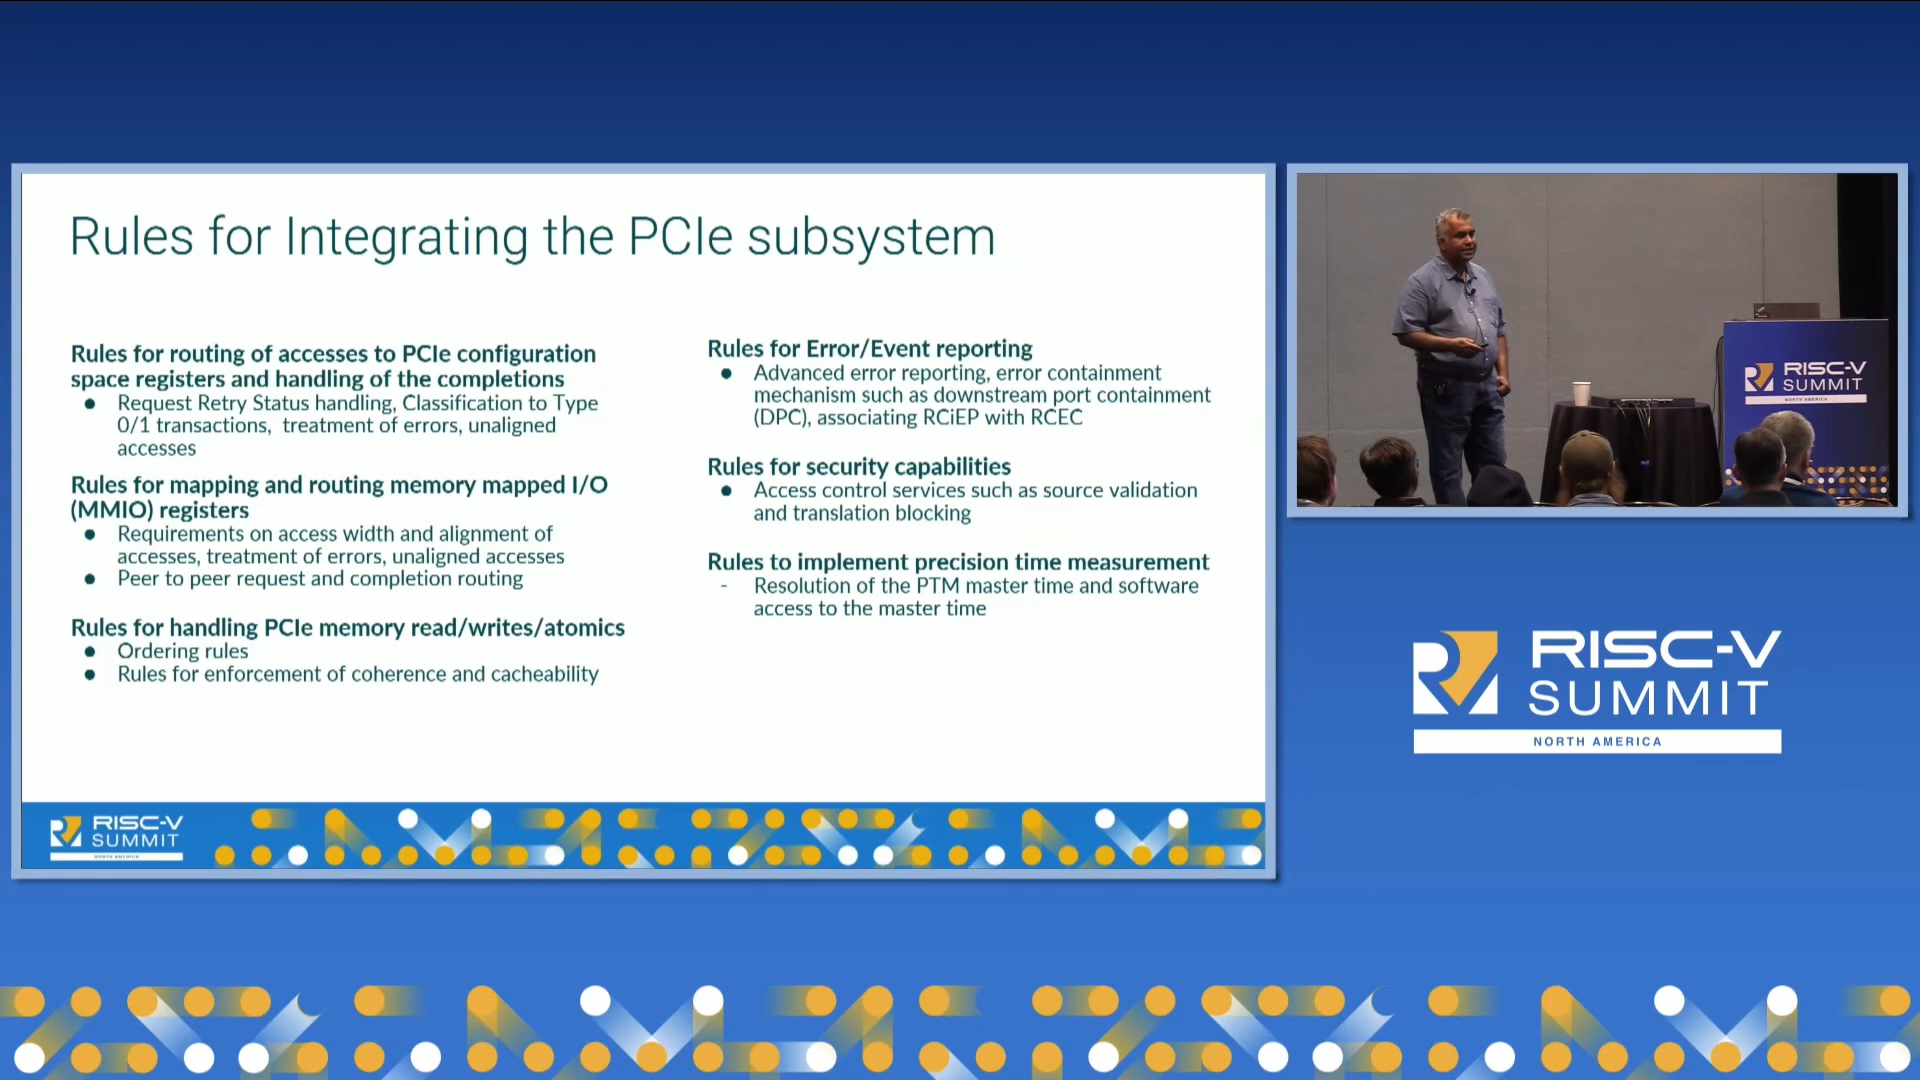 Rules for Integrating the PCIe subsystem
Rules for routing of accesses to PCIe configuration
space registers and handling of the completions
● Request Retry Status handling, Classification to Type
0/1 transactions, treatment of errors, unaligned
accesses
Rules for mapping and routing memory mapped I/O
(MMIO) registers
● Requirements on access width and alignment of
accesses, treatment of errors, unaligned accesses
● Peer to peer request and completion routing
Rules for handling PCIe memory read/writes/atomics
● Ordering rules
● Rules for enforcement of coherence and cacheability
Rules for Error/Event reporting
● Advanced error reporting, error containment
mechanism such as downstream port containment
(DPC), associating RCiEP with RCEC
Rules for security capabilities
● Access control services such as source validation
and translation blocking
Rules to implement precision time measurement
- Resolution of the PTM master time and software
access to the master time
RISC-V
SUMMIT
NORTH AMERICA
RISC-V
SUMMIT
NORTH AMERICA
RISC-V
SUMMIT
NORTH AMERICA